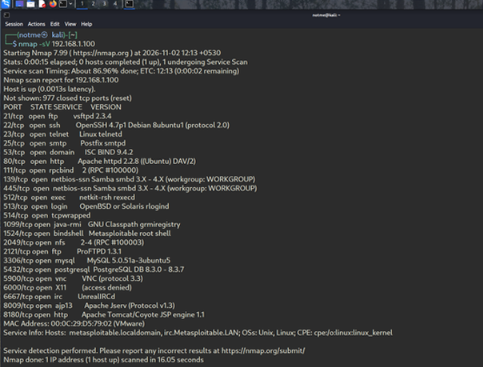 1 2 3 4
notme@kali: ~
Session Actions Edit View Help
(notme㉿ kali)-[~]
$ nmap -sV 192.168.1.100
Starting Nmap 7.99 ( https://nmap.org ) at 2026-11-02 12:13 +0530
Stats: 0:00:15 elapsed; 0 hosts completed (1 up), 1 undergoing Service Scan
Service scan Timing: About 86.96% done; ETC: 12:13 (0:00:02 remaining)
Nmap scan report for 192.168.1.100
Host is up (0.0013s latency).
Not shown: 977 closed tcp ports (reset)
PORT STATE SERVICE VERSION
21/tcp open ftp vsftpd 2.3.4
22/tcp open ssh OpenSSH 4.7p1 Debian 8ubuntu1 (protocol 2.0)
23/tcp open telnet Linux telnetd
25/tcp open smtp Postfix smtpd
53/tcp open domain ISC BIND 9.4.2
80/tcp open http Apache httpd 2.2.8 ((Ubuntu) DAV/2)
111/tcp open rpcbind 2 (RPC #100000)
139/tcp open netbios-ssn Samba smbd 3.X - 4.X (workgroup: WORKGROUP)
445/tcp open netbios-ssn Samba smbd 3.X - 4.X (workgroup: WORKGROUP)
512/tcp open exec netkit-rsh rexecd
513/tcp open login OpenBSD or Solaris rlogind
514/tcp open tcpwrapped
1099/tcp open java-rmi GNU Classpath grmiregistry
1524/tcp open bindshell Metasploitable root shell
2049/tcp open nfs 2-4 (RPC #100003)
2121/tcp open ftp ProFTPD 1.3.1
3306/tcp open mysql MySQL 5.0.51a-3ubuntu5
5432/tcp open postgresql PostgreSQL DB 8.3.0 - 8.3.7
5900/tcp open vnc VNC (protocol 3.3)
6000/tcp open X11 (access denied)
6667/tcp open irc UnrealIRCd
8009/tcp open ajp13 Apache Jserv (Protocol v1.3)
8180/tcp open http Apache Tomcat/Coyote JSP engine 1.1
MAC Address: 00:0C:29:D5:79:02 (VMware)
Service Info: Hosts: metasploitable.localdomain, irc.Metasploitable.LAN; OSs: Unix, Linux; CPE: cpe:/o:linux:linux_kernel
Service detection performed. Please report any incorrect results at https://nmap.org/submit/
Nmap done: 1 IP address (1 host up) scanned in 16.05 seconds